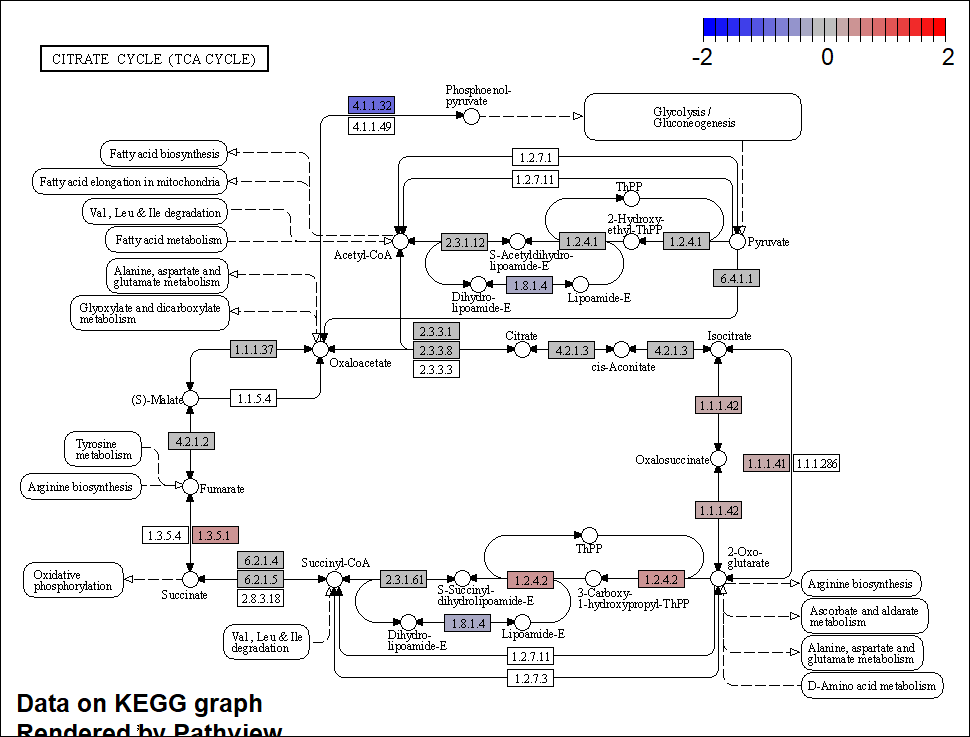 CITRATE CYCLE (TCA CYCLE)
-2
0
2
Phosphoenol-
pyruvate
4.1.1.32
4.1.1.49
Glycolysis /
Gluconeogenesis
Fatty acid biosynthesis
Fatty acid elongation in mitochondria
Val , Leu & Ile degradation
Fatty acid metabolism
Alanine, aspartate and
glutamate metabolism
Glyoxylate and dicarboxylate
metabolism
1.2.7.1
1.2.7.11
ThPP
2-Hydroxy-
ethyl-ThPP
Acetyl-CoA
2.3.1.12
S-Acetyldihydro-
lipoamide-E
1.2.4.1
1.2.4.1
Pyruvate
6.4.1.1
Dihydro-
lipoamide-E
1.8.1.4
Lipoamide-E
1.1.1.37
Oxaloacetate
2.3.3.1
2.3.3.8
2.3.3.3
Citrate
4.2.1.3
cis-Aconitate
4.2.1.3
Isocitrate
(S)-Malate
1.1.5.4
1.1.1.42
4.2.1.2
Tyrosine
metabolism
Arginine biosynthesis
Fumarate
Oxalosuccinate
1.1.1.41
1.1.1.286
1.1.1.42
1.3.5.4
1.3.5.1
ThPP
2-Oxo-
glutarate
Oxidative
phosphorylation
Succinate
6.2.1.4
6.2.1.5
2.8.3.18
Succinyl-CoA
2.3.1.61
S-Succinyl-
dihydrolipoamide-E
1.2.4.2
3-Carboxy-
1-hydroxypropyl-ThPP
1.2.4.2
Arginine biosynthesis
Ascorbate and aldarate
metabolism
Alanine, aspartate and
glutamate metabolism
D-Amino acid metabolism
Val , Leu & Ile
degradation
Dihydro-
lipoamide-E
1.8.1.4
Lipoamide-E
1.2.7.11
1.2.7.3
Data on KEGG graph
Rendered by Pathview